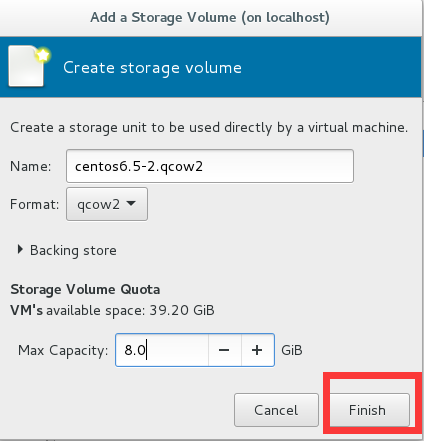 Add a Storage Volume (on localhost)
Create storage volume
Create a storage unit to be used directly by a virtual machine.
Name: centos6.5-2.qcow2
Format: qcow2
Backing store
Storage Volume Quota
VM's available space: 39.20 GiB
Max Capacity: 8.0 − + GiB
Cancel Finish